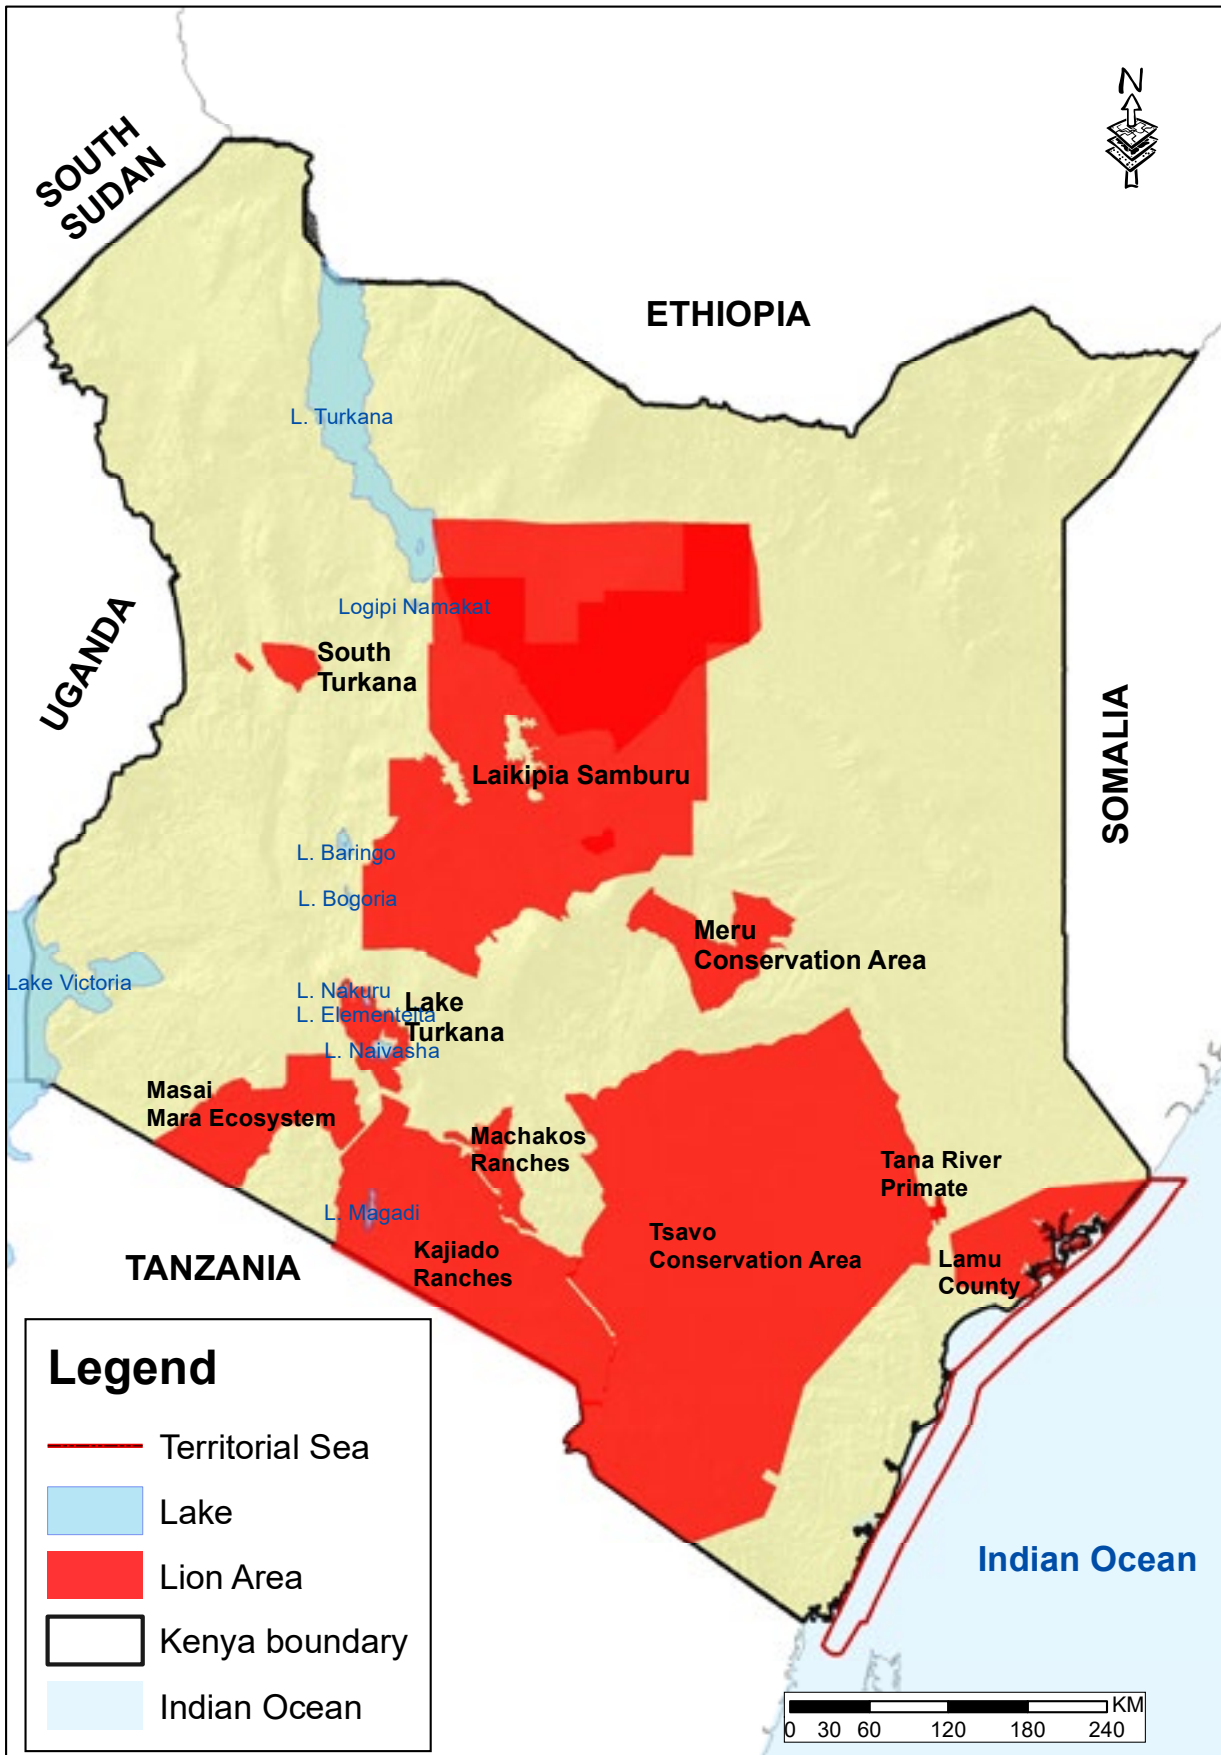 N
SOUTH
SUDAN
ETHIOPIA
L. Turkana
Logipi Namakat
UGANDA
South
Turkana
SOMALIA
Laikipia Samburu
L. Baringo
L. Bogoria
Meru
Conservation Area
Lake Victoria
L. Nakuru
L. Elementeita
Lake
Turkana
L. Naivasha
Masai
Mara Ecosystem
Machakos
Ranches
Tana River
Primate
L. Magadi
Tsavo
Conservation Area
Kajiado
Ranches
Lamu
County
TANZANIA
Legend
Territorial Sea
Lake
Lion Area
Kenya boundary
Indian Ocean
Indian Ocean
KM
0 30 60 120 180 240